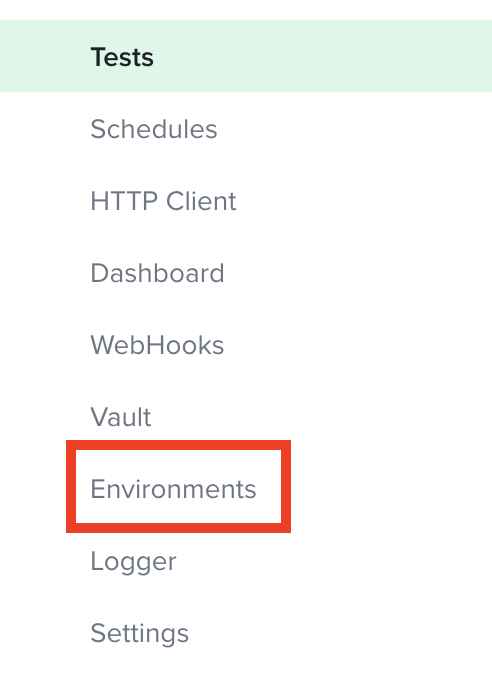 Tests
Schedules
HTTP Client
Dashboard
WebHooks
Vault
Environments
Logger
Settings